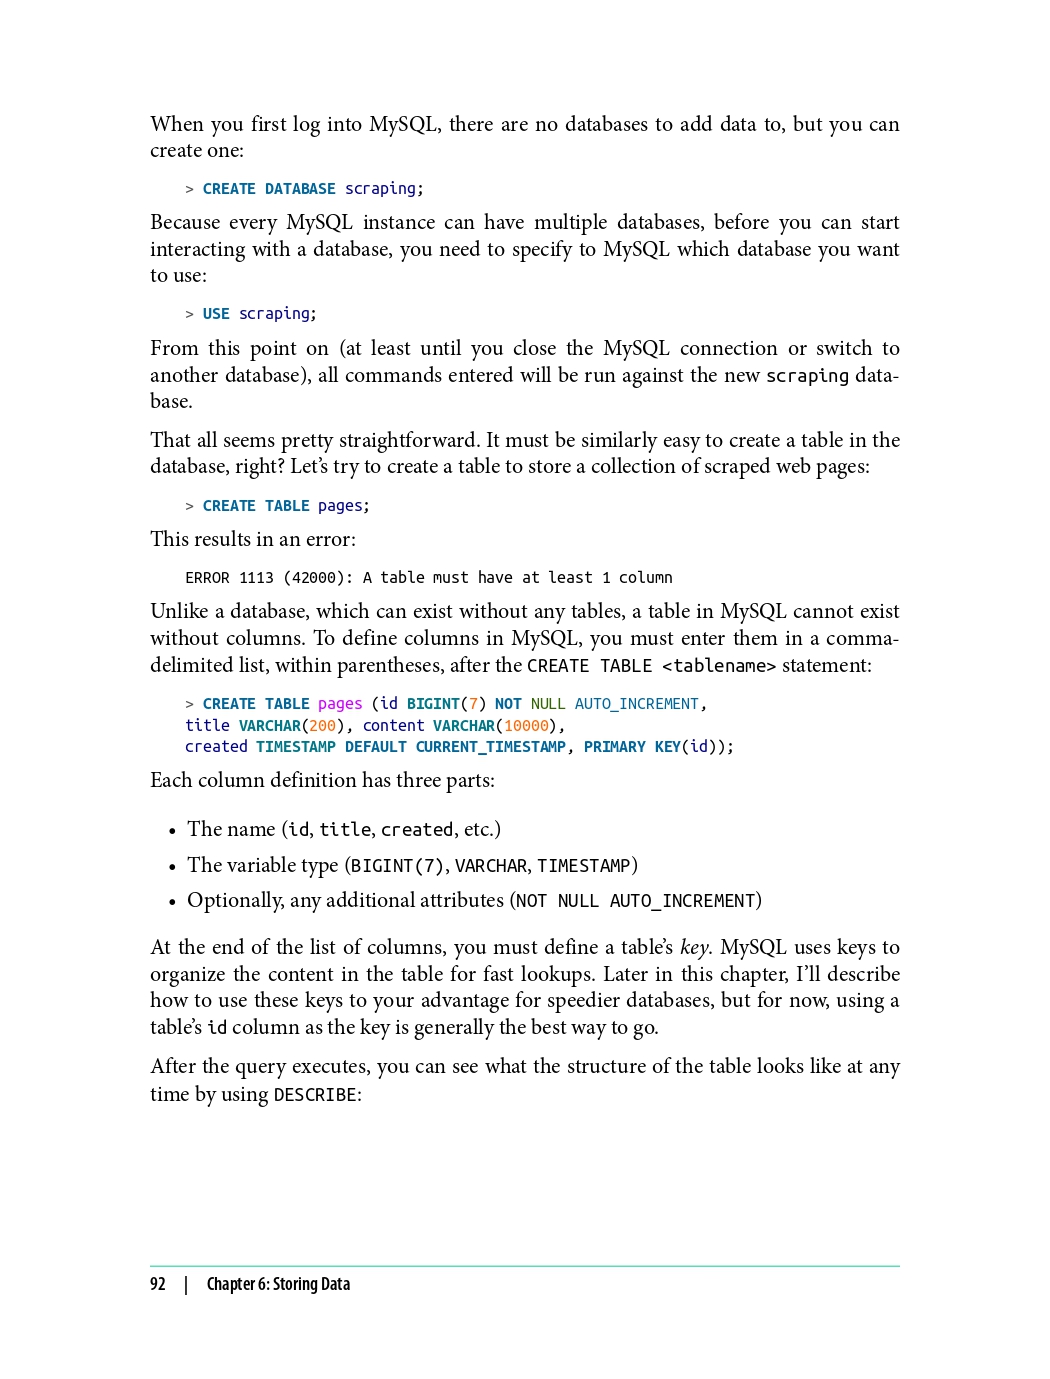 When you first log into MySQL, there are no databases to add data to, but you can
create one:
> CREATE DATABASE scraping;
Because every MySQL instance can have multiple databases, before you can start
interacting with a database, you need to specify to MySQL which database you want
to use:
> USE scraping;
From this point on (at least until you close the MySQL connection or switch to
another database), all commands entered will be run against the new scraping data-
base.
That all seems pretty straightforward. It must be similarly easy to create a table in the
database, right? Let’s try to create a table to store a collection of scraped web pages:
> CREATE TABLE pages;
This results in an error:
ERROR 1113 (42000): A table must have at least 1 column
Unlike a database, which can exist without any tables, a table in MySQL cannot exist
without columns. To define columns in MySQL, you must enter them in a comma-
delimited list, within parentheses, after the CREATE TABLE <tablename> statement:
> CREATE TABLE pages (id BIGINT(7) NOT NULL AUTO_INCREMENT,
title VARCHAR(200), content VARCHAR(10000),
created TIMESTAMP DEFAULT CURRENT_TIMESTAMP, PRIMARY KEY(id));
Each column definition has three parts:
• The name (id, title, created, etc.)
• The variable type (BIGINT(7), VARCHAR, TIMESTAMP)
• Optionally, any additional attributes (NOT NULL AUTO_INCREMENT)
At the end of the list of columns, you must define a table’s key. MySQL uses keys to
organize the content in the table for fast lookups. Later in this chapter, I’ll describe
how to use these keys to your advantage for speedier databases, but for now, using a
table’s id column as the key is generally the best way to go.
After the query executes, you can see what the structure of the table looks like at any
time by using DESCRIBE:
92 | Chapter 6: Storing Data